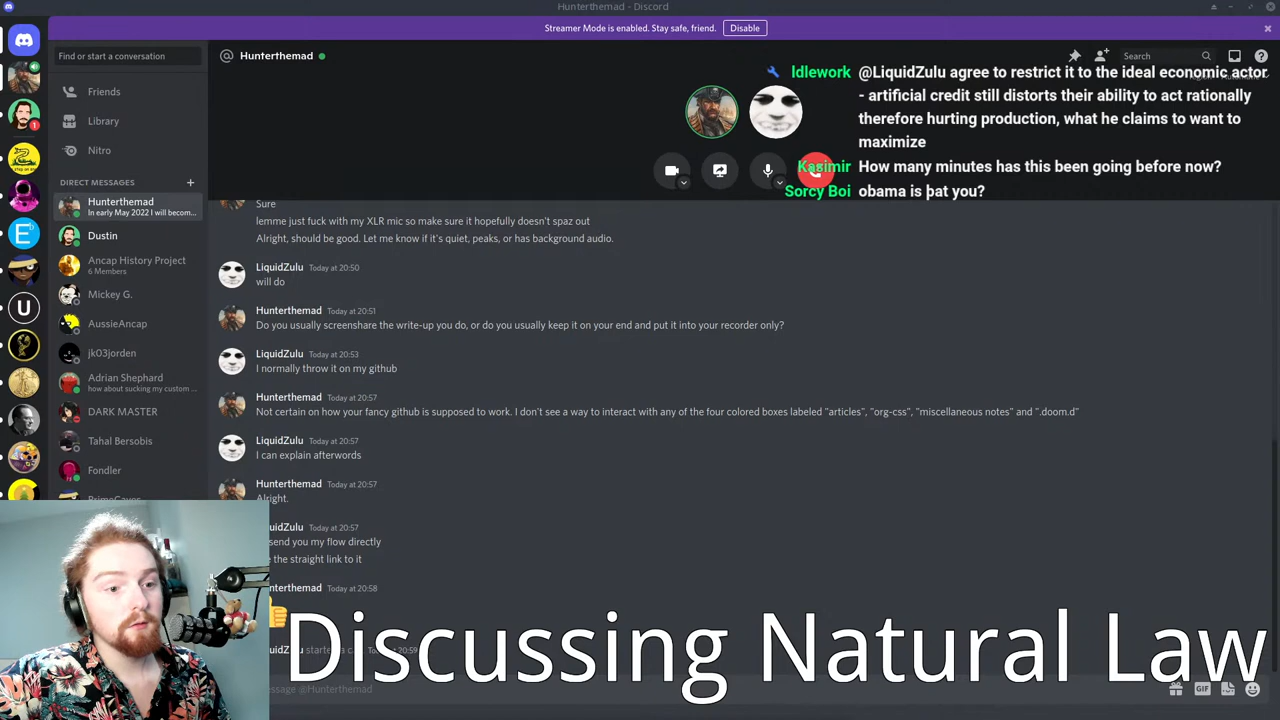 Hunterthemad - Discord
Streamer Mode is enabled. Stay safe, friend. Disable
Find or start a conversation
Hunterthemad
Search
Friends
Library
Nitro
DIRECT MESSAGES
Hunterthemad
In early May 2022 I will becom...
Dustin
Ancap History Project
6 Members
Mickey G.
AussieAncap
jk03jorden
Adrian Shephard
how about sucking my custom ...
DARK MASTER
Tahal Bersobis
Fondler
Idlework @LiquidZulu agree to restrict it to the ideal economic actor
- artificial credit still distorts their ability to act rationally
therefore hurting production, what he claims to want to
maximize
Kasimir How many minutes has this been going before now?
Sorcy Boi obama is þat you?
Sure
lemme just fuck with my XLR mic so make sure it hopefully doesn't spaz out
Alright, should be good. Let me know if it's quiet, peaks, or has background audio.
LiquidZulu Today at 20:50
will do
Hunterthemad Today at 20:51
Do you usually screenshare the write-up you do, or do you usually keep it on your end and put it into your recorder only?
LiquidZulu Today at 20:53
I normally throw it on my github
Hunterthemad Today at 20:57
Not certain on how your fancy github is supposed to work. I don't see a way to interact with any of the four colored boxes labeled "articles", "org-css", "miscellaneous notes" and ".doom.d"
LiquidZulu Today at 20:57
I can explain afterwords
Hunterthemad Today at 20:57
Alright.
quidZulu Today at 20:57
send you my flow directly
the straight link to it
nterthemad Today at 20:58
Today at 20:59
@Hunterthemad
GIF
Discussing Natural Law